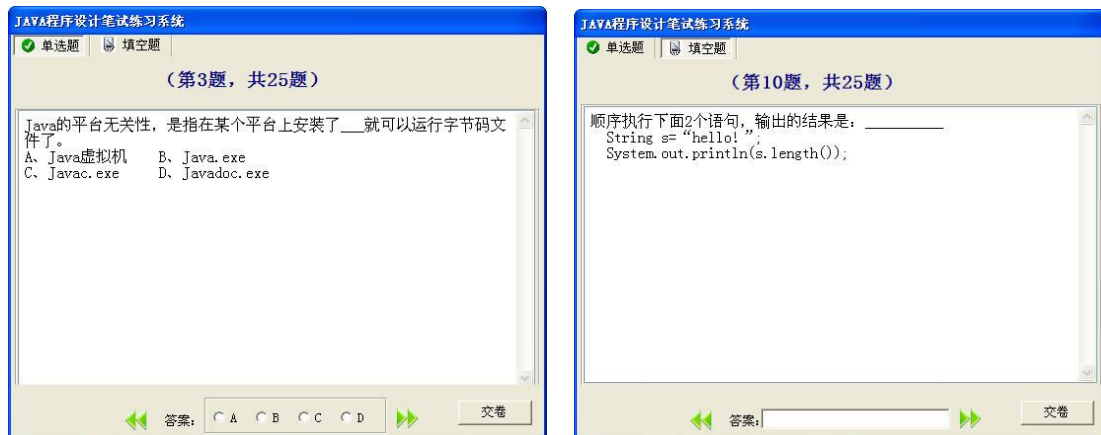 JAVA程序设计笔试练习系统
单选题 填空题
（第3题，共25题）
Java的平台无关性，是指在某个平台上安装了___就可以运行字节码文
件了。
A、Java虚拟机 B、Java.exe
C、Javac.exe D、Javadoc.exe
答案: A B C D 交卷
JAVA程序设计笔试练习系统
单选题 填空题
（第10题，共25题）
顺序执行下面2个语句，输出的结果是：__________
String s=“hello!”;
System.out.println(s.length());
答案: 交卷